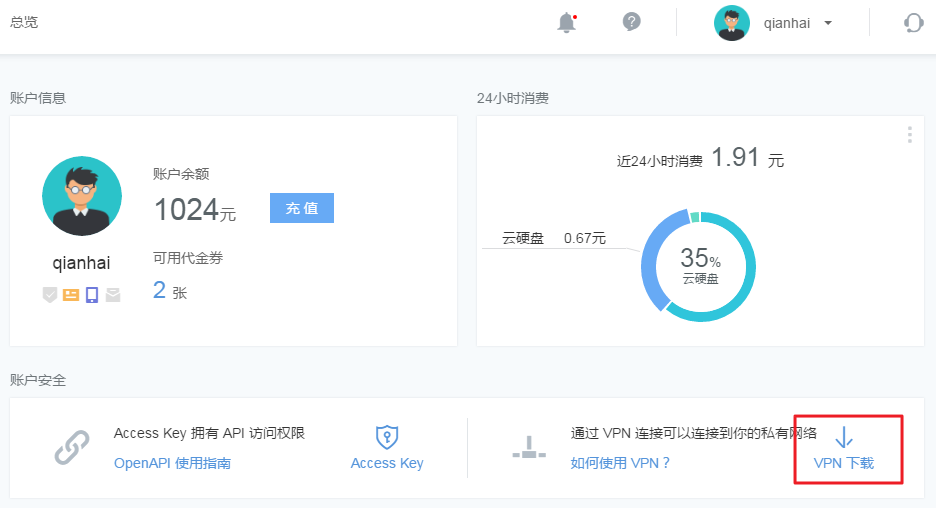 总览
qianhai
账户信息
24小时消费
账户余额
1024元
充值
qianhai
可用代金券
2 张
近24小时消费 1.91 元
云硬盘 0.67元
35%
云硬盘
账户安全
Access Key 拥有 API 访问权限
OpenAPI 使用指南
Access Key
通过 VPN 连接可以连接到你的私有网络
如何使用 VPN？
VPN 下载